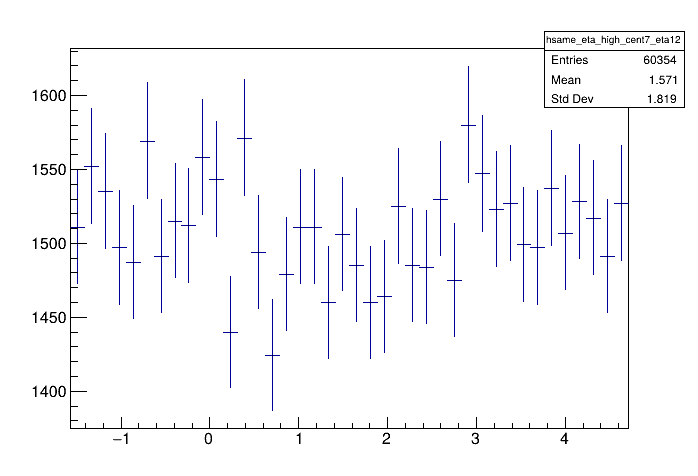 hsame_eta_high_cent7_eta12
Entries 60354
Mean 1.571
Std Dev 1.819
1600
1550
1500
1450
1400
−1 0 1 2 3 4